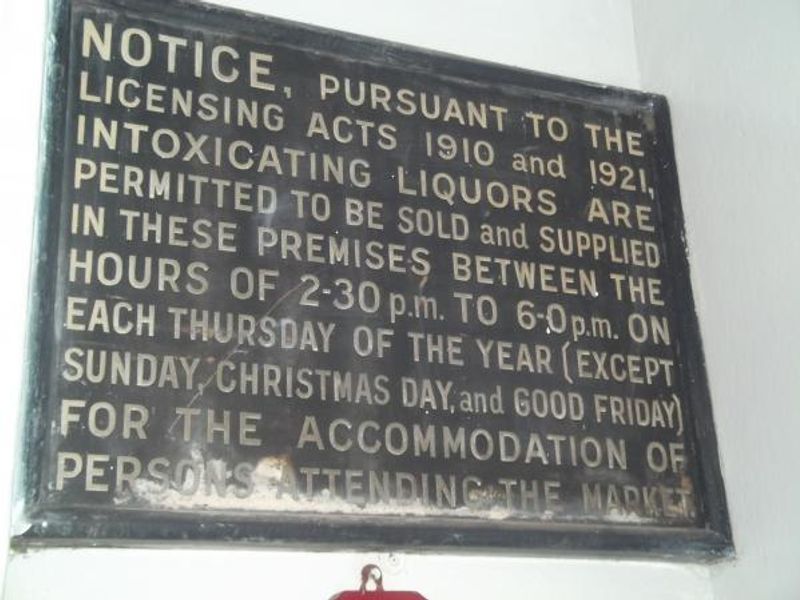 NOTICE, PURSUANT TO THE
LICENSING ACTS 1910 and 1921,
INTOXICATING LIQUORS ARE
PERMITTED TO BE SOLD and SUPPLIED
IN THESE PREMISES BETWEEN THE
HOURS OF 2-30 p.m. TO 6-0 p.m. ON
EACH THURSDAY OF THE YEAR (EXCEPT
SUNDAY, CHRISTMAS DAY, and GOOD FRIDAY)
FOR THE ACCOMMODATION OF
PERSONS ATTENDING THE MARKET.